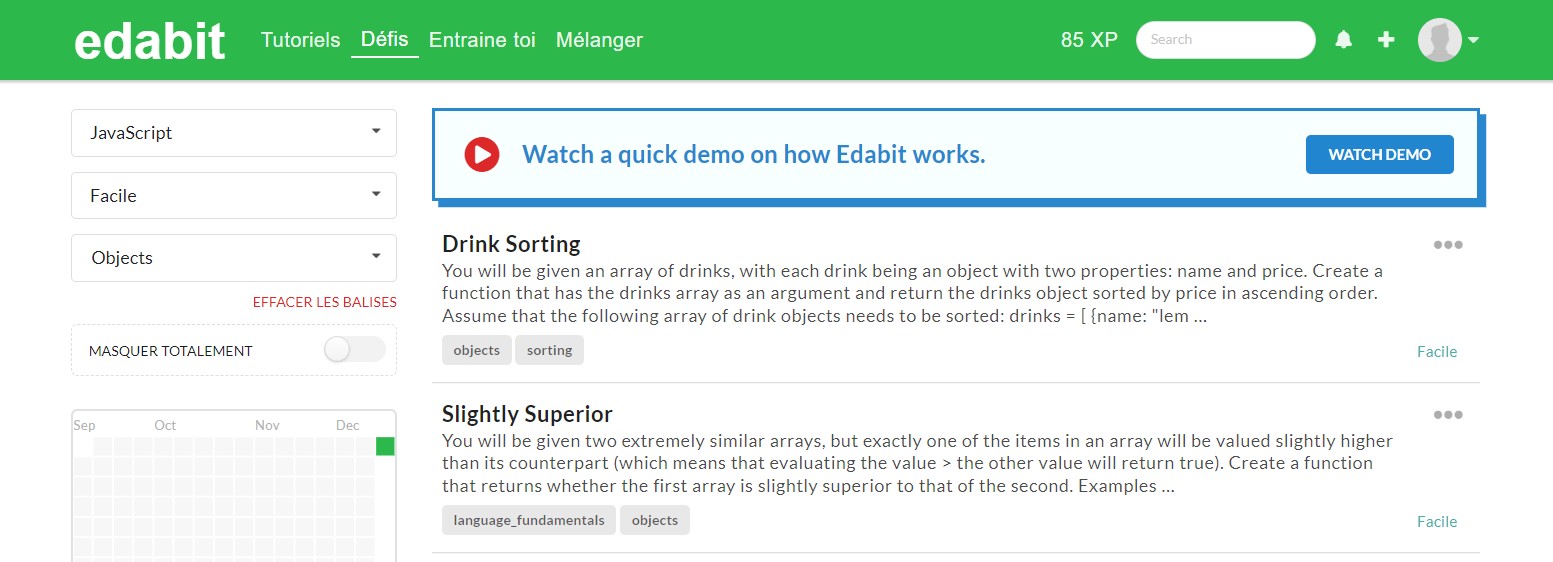 edabit
Tutoriels
Défis
Entraine toi
Mélanger
85 XP
Search
JavaScript
Facile
Objects
EFFACER LES BALISES
MASQUER TOTALEMENT
Sep
Oct
Nov
Dec
Watch a quick demo on how Edabit works.
WATCH DEMO
Drink Sorting
You will be given an array of drinks, with each drink being an object with two properties: name and price. Create a
function that has the drinks array as an argument and return the drinks object sorted by price in ascending order.
Assume that the following array of drink objects needs to be sorted: drinks = [ {name: "lem ...
objects
sorting
Facile
Slightly Superior
You will be given two extremely similar arrays, but exactly one of the items in an array will be valued slightly higher
than its counterpart (which means that evaluating the value > the other value will return true). Create a function
that returns whether the first array is slightly superior to that of the second. Examples ...
language_fundamentals
objects
Facile